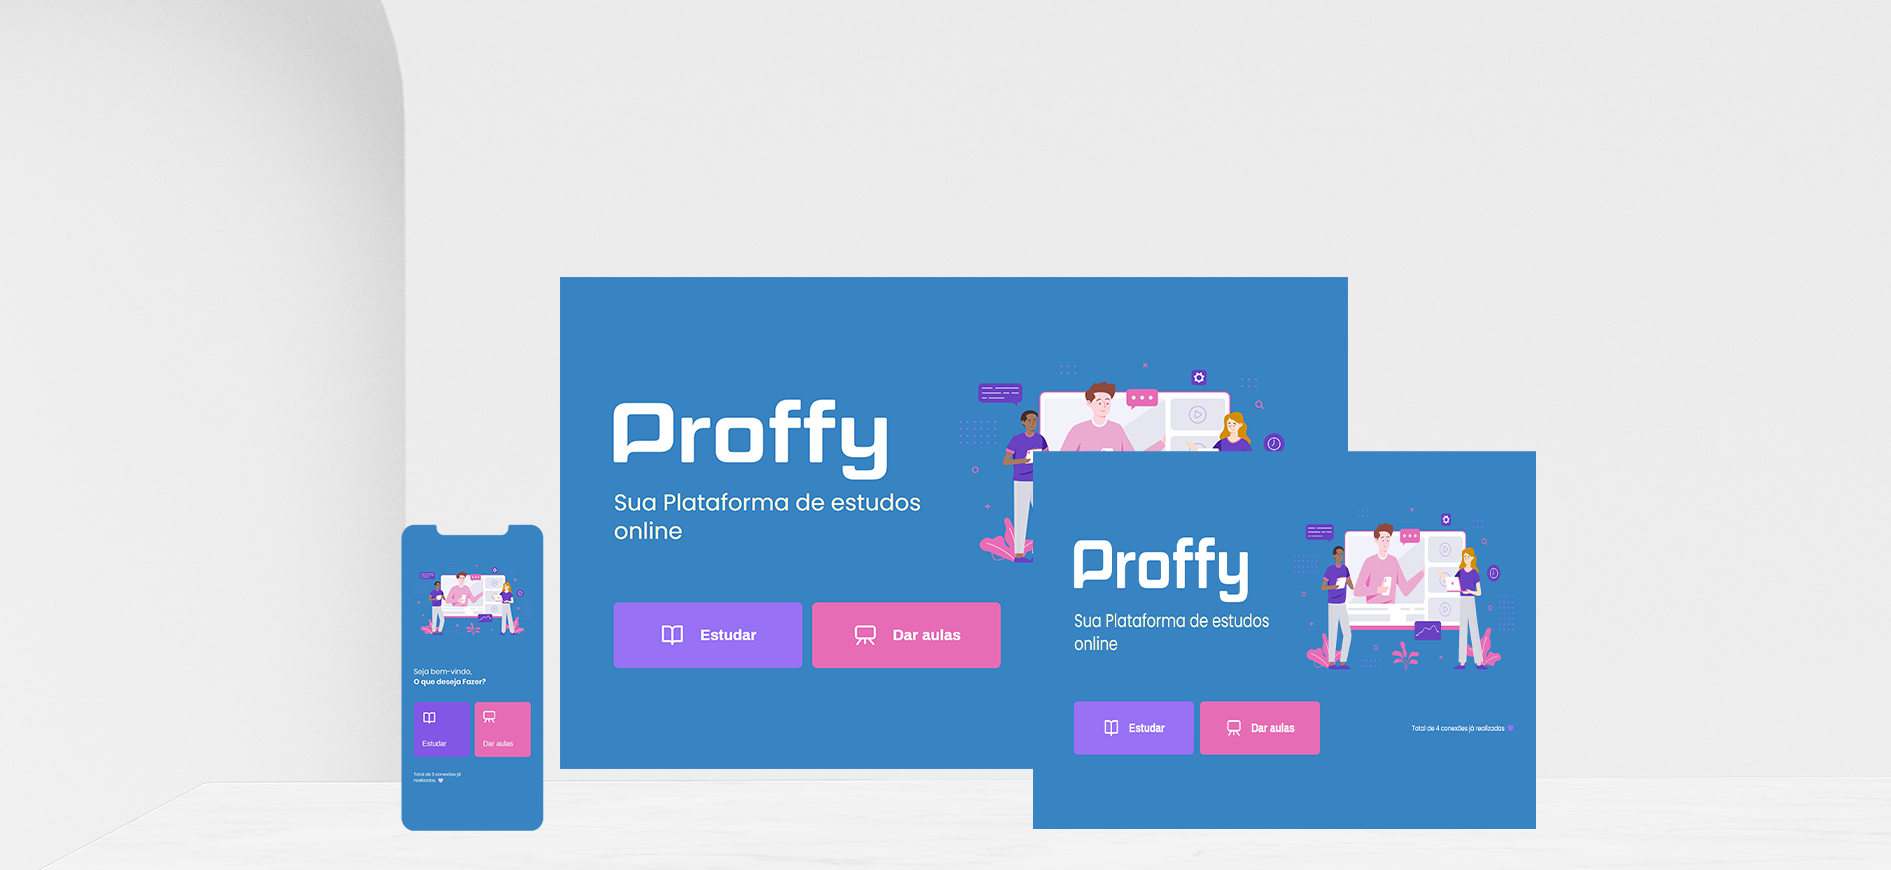 Proffy
Sua Plataforma de estudos
online
Estudar
Dar aulas
Proffy
Sua Plataforma de estudos
online
Estudar
Dar aulas
Total de 4 conexões já realizadas
Seja bem-vindo,
O que deseja Fazer?
Estudar
Dar aulas
Total de 3 conexões já
realizadas